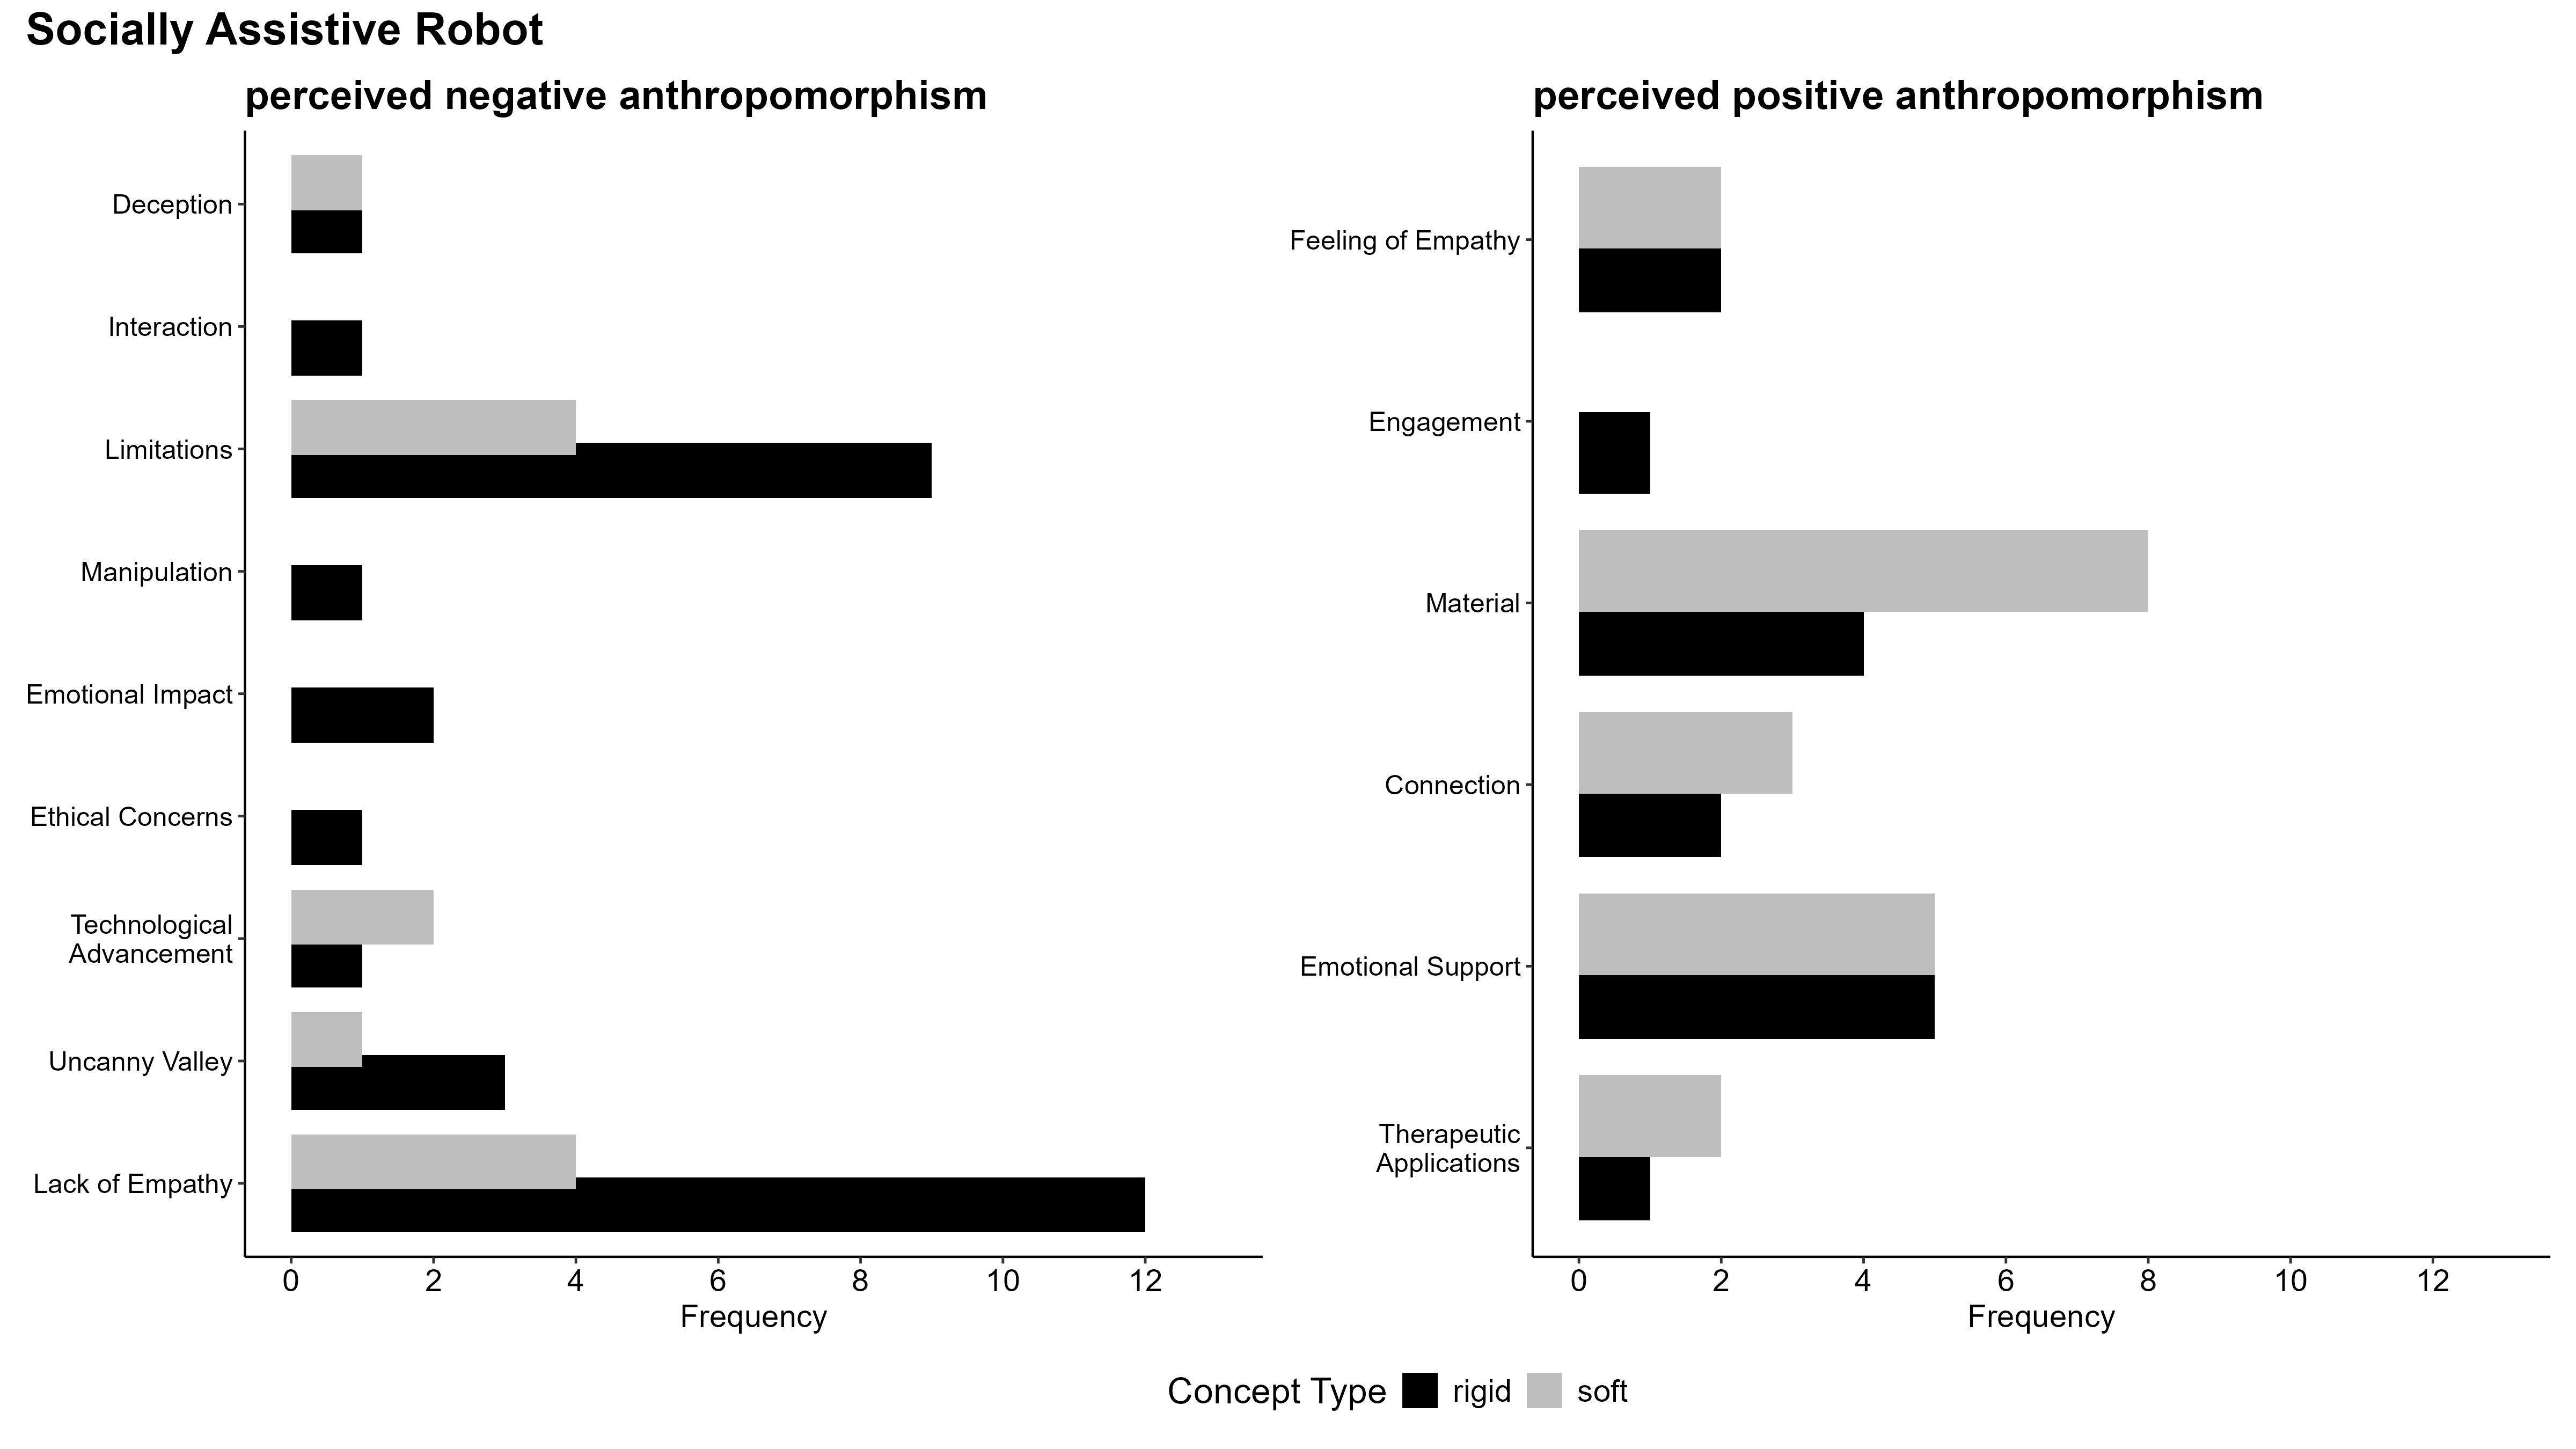 Socially Assistive Robot
perceived negative anthropomorphism
Deception
Interaction
Limitations
Manipulation
Emotional Impact
Ethical Concerns
Technological
Advancement
Uncanny Valley
Lack of Empathy
0 2 4 6 8 10 12
Frequency
perceived positive anthropomorphism
Feeling of Empathy
Engagement
Material
Connection
Emotional Support
Therapeutic
Applications
0 2 4 6 8 10 12
Frequency
Concept Type rigid soft